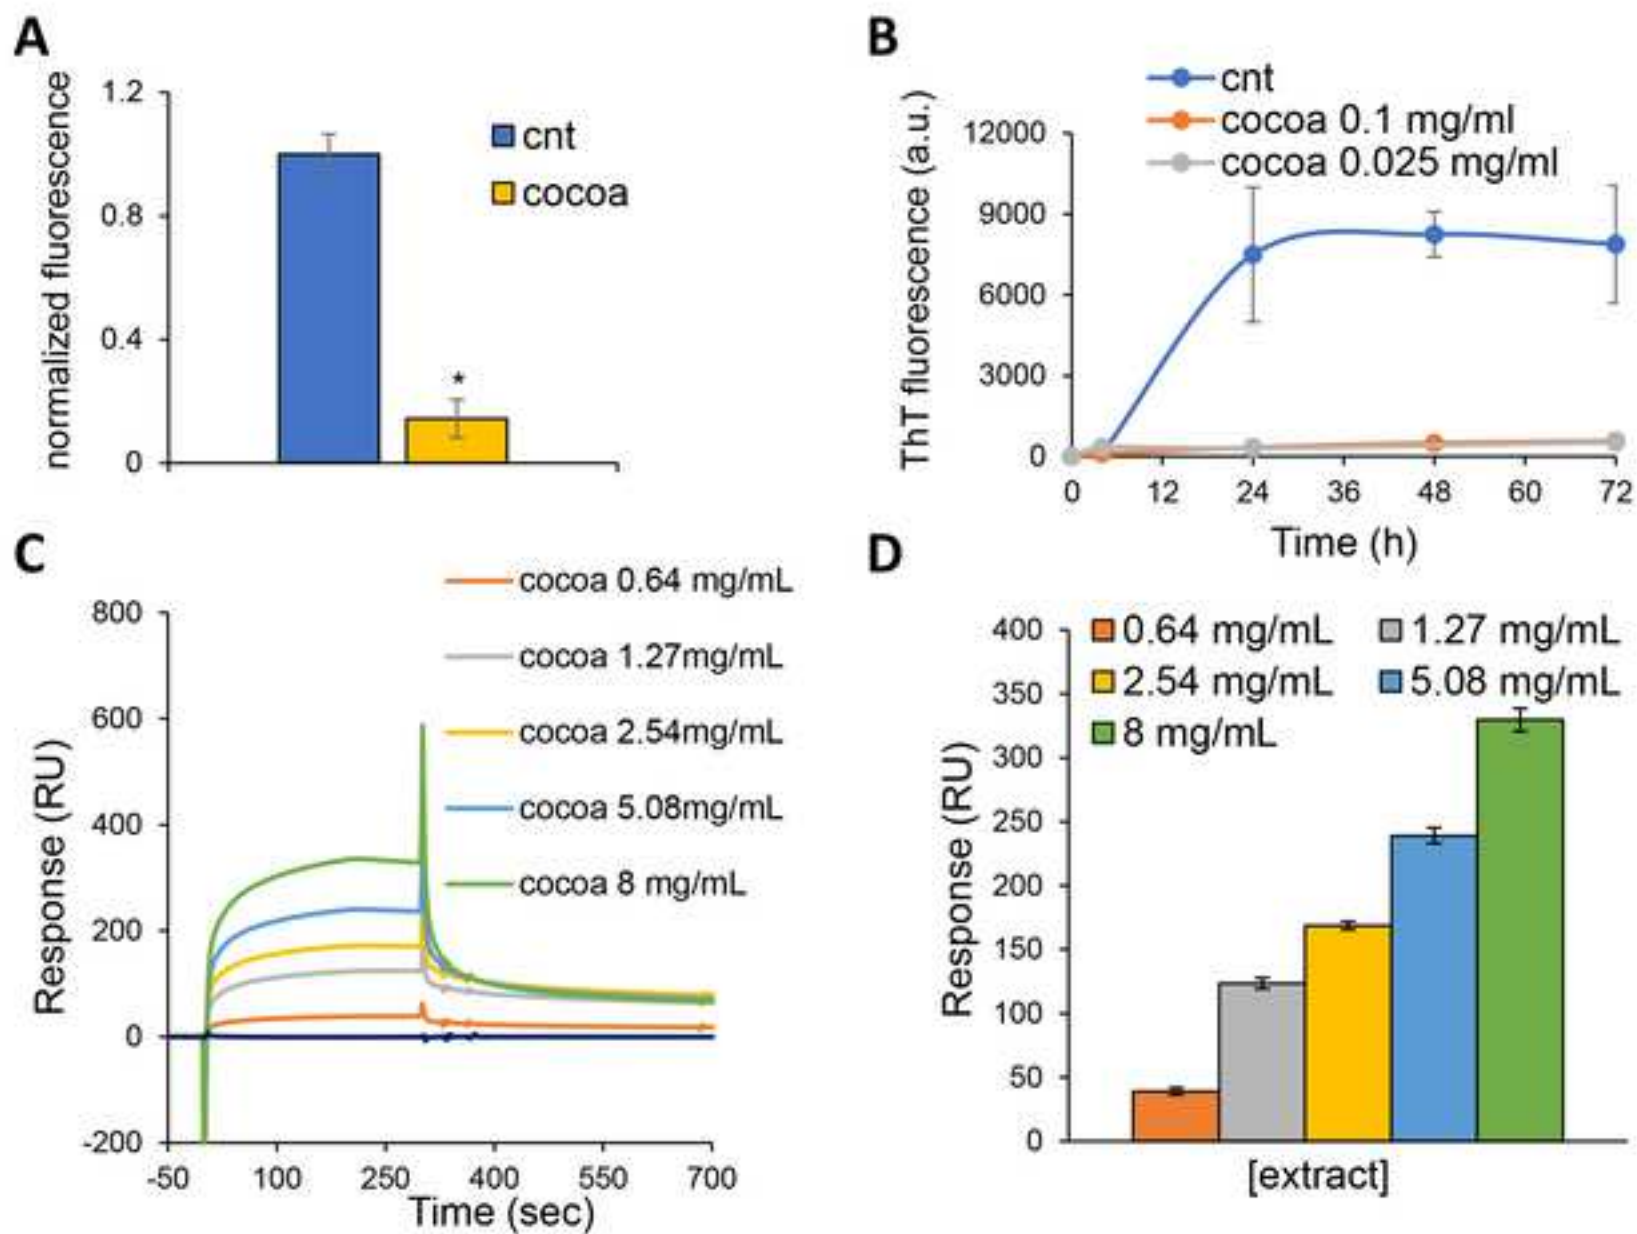 A
normalized fluorescence
1.2
0.8
0.4
0
cnt
cocoa
*
B
ThT fluorescence (a.u.)
cnt
cocoa 0.1 mg/ml
cocoa 0.025 mg/ml
12000
9000
6000
3000
0
0 12 24 36 48 60 72
Time (h)
C
Response (RU)
cocoa 0.64 mg/mL
cocoa 1.27mg/mL
cocoa 2.54mg/mL
cocoa 5.08mg/mL
cocoa 8 mg/mL
800
600
400
200
0
-200
-50 100 250 400 550 700
Time (sec)
D
Response (RU)
0.64 mg/mL 1.27 mg/mL
2.54 mg/mL 5.08 mg/mL
8 mg/mL
400
350
300
250
200
150
100
50
0
[extract]